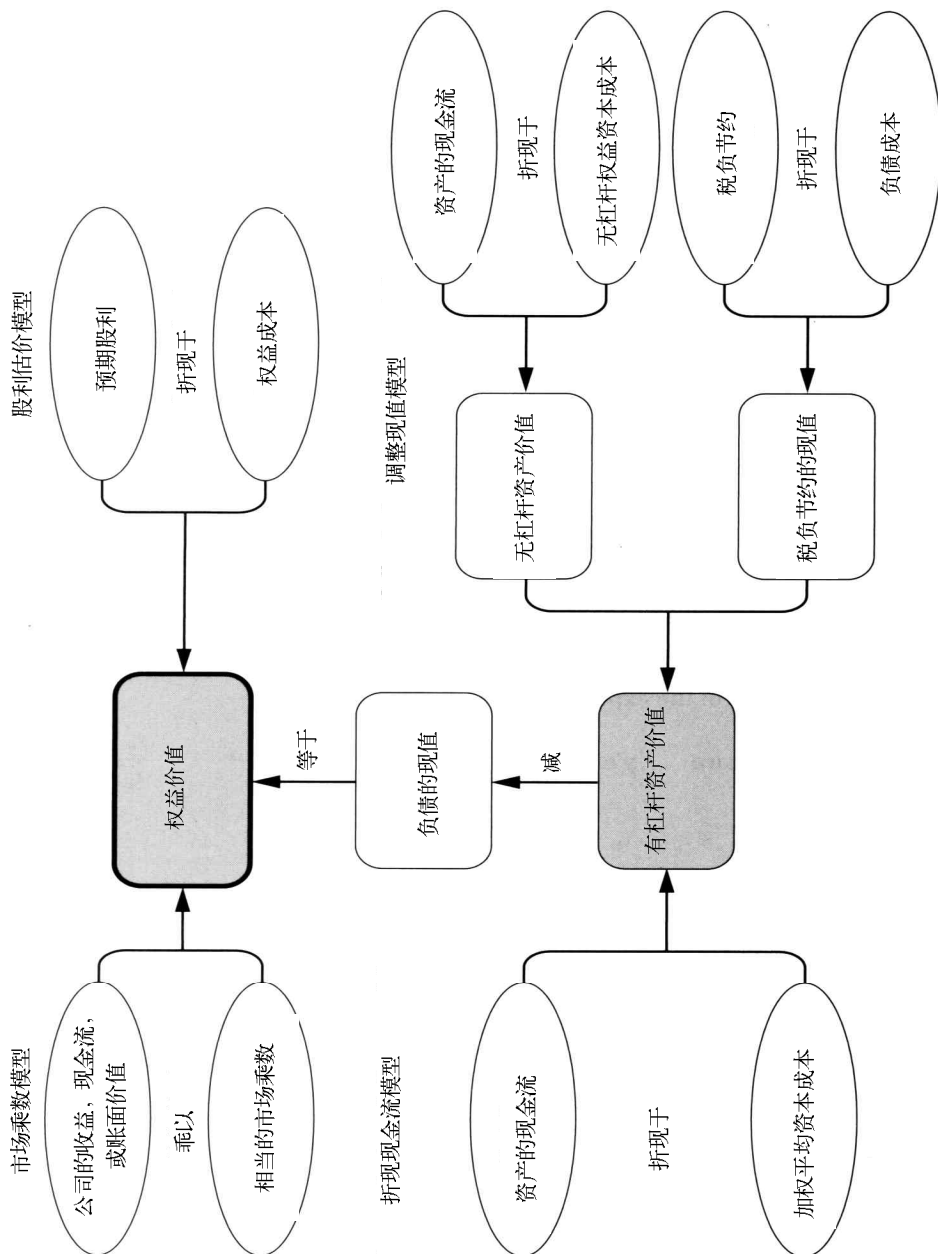 市场乘数模型
公司的收益，现金流，
或账面价值
乖以
相当的市场乘数
权益价值
股利估价模型
预期股利
折现于
权益成本
等于
负债的现值
减
折现现金流模型
资产的现金流
折现于
加权平均资本成本
有杠杆资产价值
调整现值模型
无杠杆资产价值
税负节约的现值
资产的现金流
折现于
无杠杆权益资本成本
税负节约
折现于
负债成本